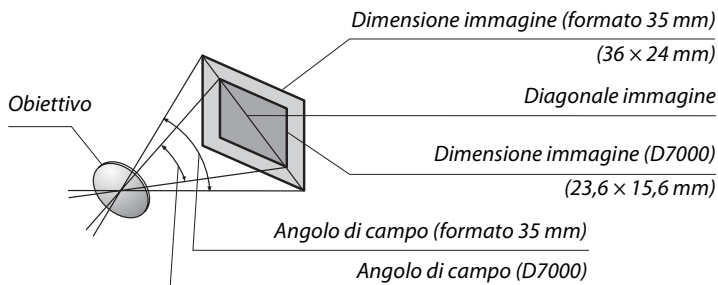 Dimensione immagine (formato 35 mm)
(36 × 24 mm)
Obiettivo
Diagonale immagine
Dimensione immagine (D7000)
(23,6 × 15,6 mm)
Angolo di campo (formato 35 mm)
Angolo di campo (D7000)